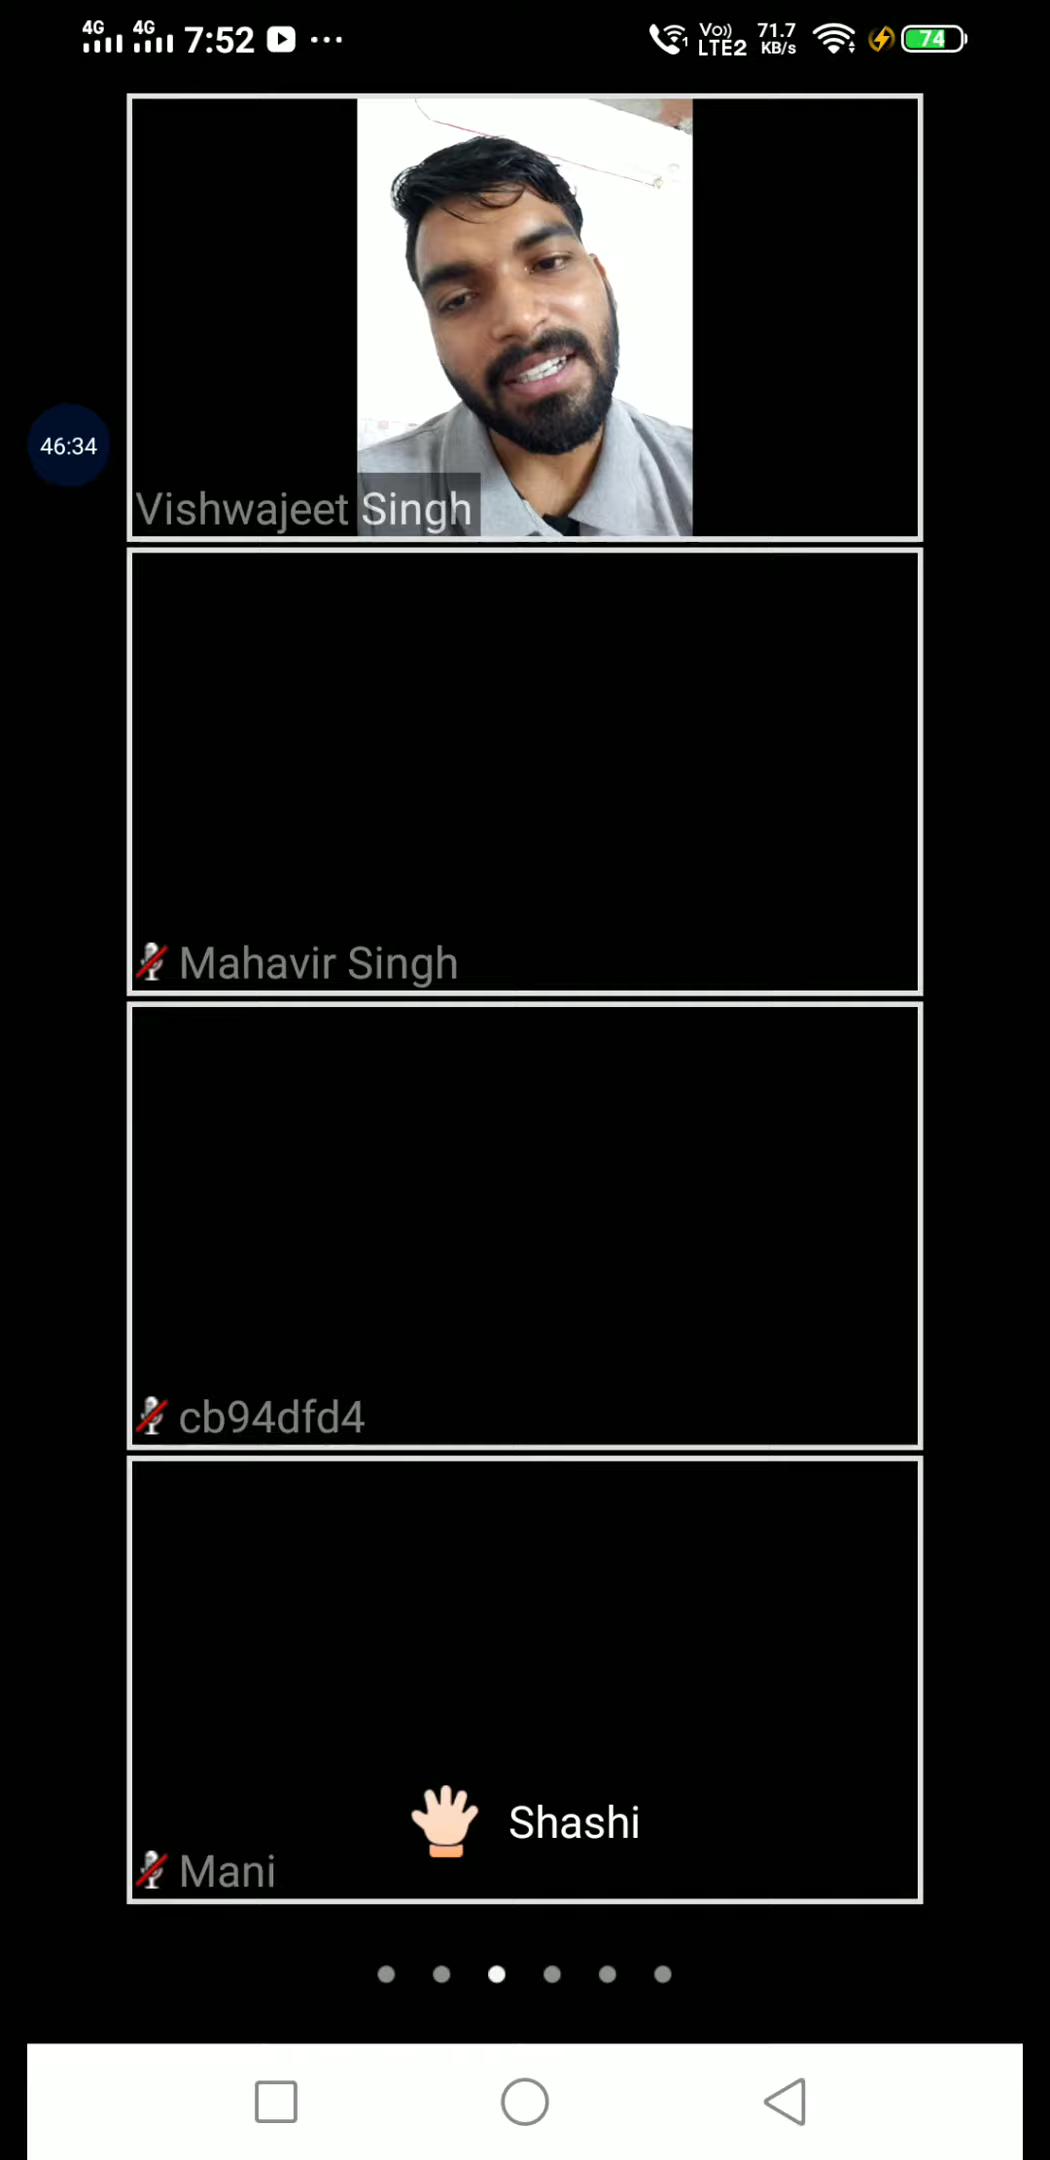 4G 4G 7:52 ... 1 Vo)) LTE2 71.7 KB/s 74
46:34
Vishwajeet Singh
Mahavir Singh
cb94dfd4
Shashi
Mani